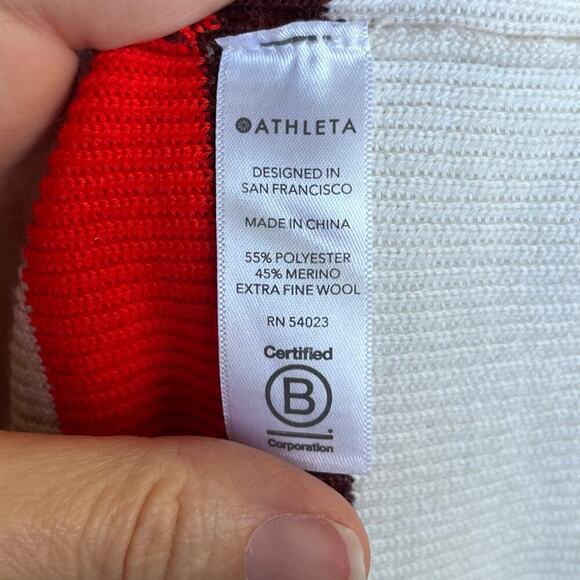 ATHLETA
DESIGNED IN
SAN FRANCISCO
MADE IN CHINA
55% POLYESTER
45% MERINO
EXTRA FINE WOOL
RN 54023
Certified
B
Corporation